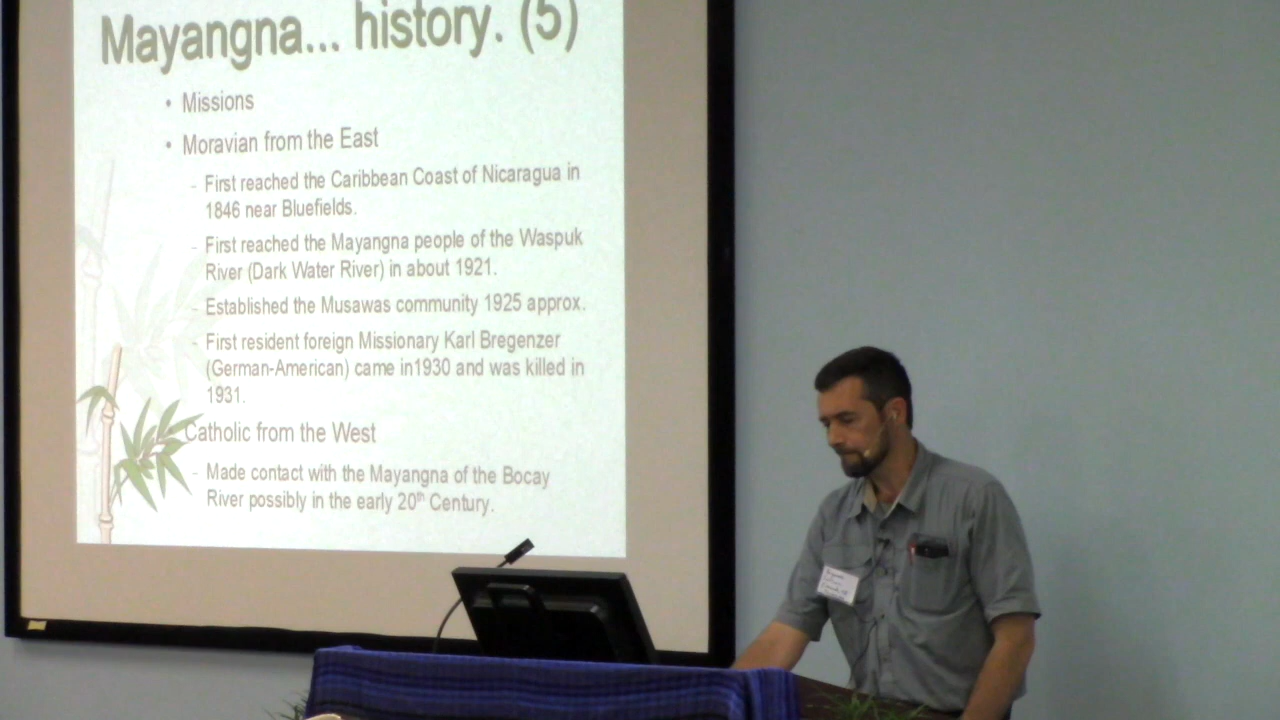 Mayangna... history. (5)
• Missions
• Moravian from the East
- First reached the Caribbean Coast of Nicaragua in
1846 near Bluefields.
- First reached the Mayangna people of the Waspuk
River (Dark Water River) in about 1921.
- Established the Musawas community 1925 approx.
- First resident foreign Missionary Karl Bregenzer
(German-American) came in1930 and was killed in
1931.
Catholic from the West
- Made contact with the Mayangna of the Bocay
River possibly in the early 20th Century.